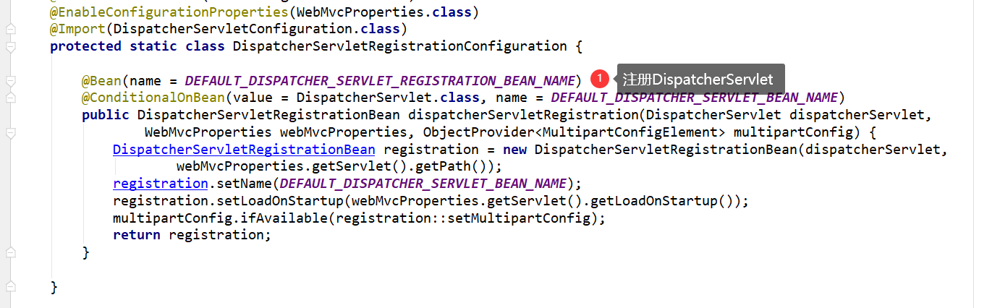 @EnableConfigurationProperties(WebMvcProperties.class)
@Import(DispatcherServletConfiguration.class)
protected static class DispatcherServletRegistrationConfiguration {
@Bean(name = DEFAULT_DISPATCHER_SERVLET_REGISTRATION_BEAN_NAME) 1 注册DispatcherServlet
@ConditionalOnBean(value = DispatcherServlet.class, name = DEFAULT_DISPATCHER_SERVLET_BEAN_NAME)
public DispatcherServletRegistrationBean dispatcherServletRegistration(DispatcherServlet dispatcherServlet,
WebMvcProperties webMvcProperties, ObjectProvider<MultipartConfigElement> multipartConfig) {
DispatcherServletRegistrationBean registration = new DispatcherServletRegistrationBean(dispatcherServlet,
webMvcProperties.getServlet().getPath());
registration.setName(DEFAULT_DISPATCHER_SERVLET_BEAN_NAME);
registration.setLoadOnStartup(webMvcProperties.getServlet().getLoadOnStartup());
multipartConfig.ifAvailable(registration::setMultipartConfig);
return registration;
}
}